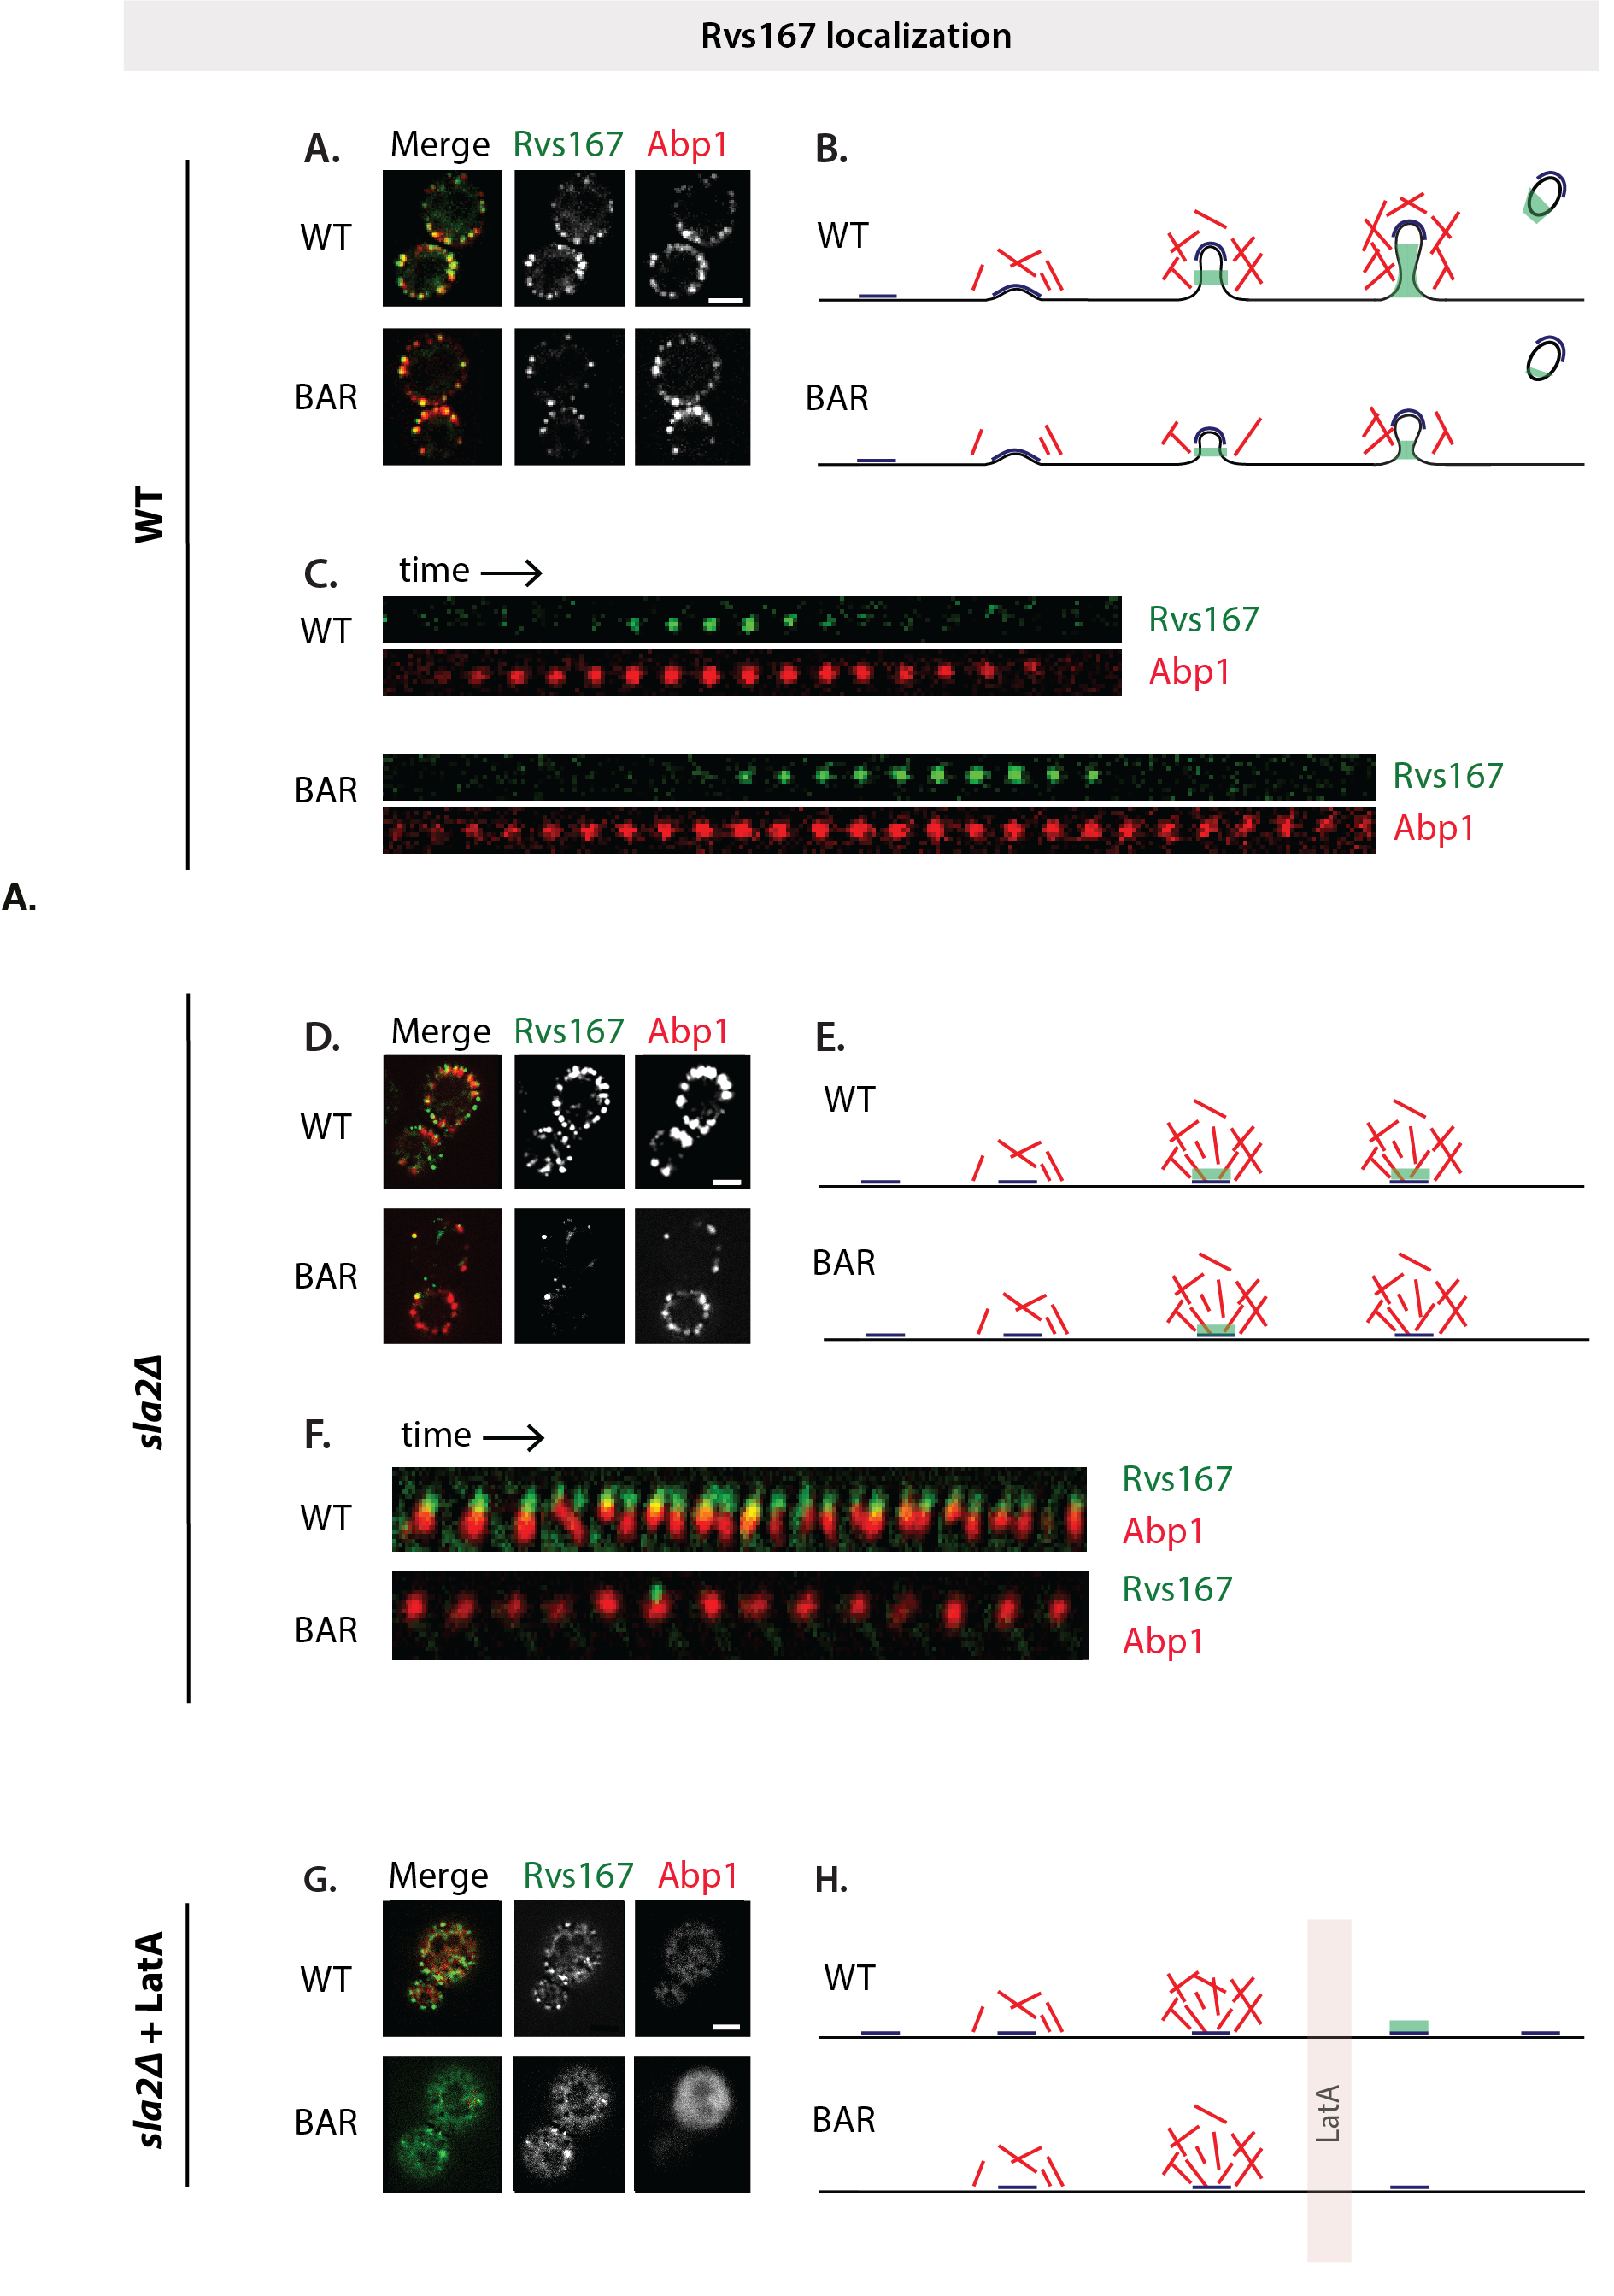 Rvs167 localization
WT
A.
Merge Rvs167 Abp1
WT
BAR
B.
WT
BAR
C.
time
WT
Rvs167
Abp1
BAR
Rvs167
Abp1
A.
sla2Δ
D.
Merge Rvs167 Abp1
WT
BAR
E.
WT
BAR
F.
time
WT
Rvs167
Abp1
BAR
Rvs167
Abp1
sla2Δ + LatA
G.
Merge Rvs167 Abp1
WT
BAR
H.
WT
BAR
LatA